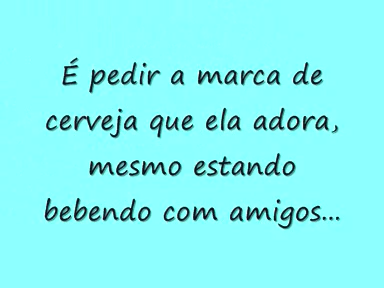 É pedir a marca de
cerveja que ela adora,
mesmo estando
bebendo com amigos...